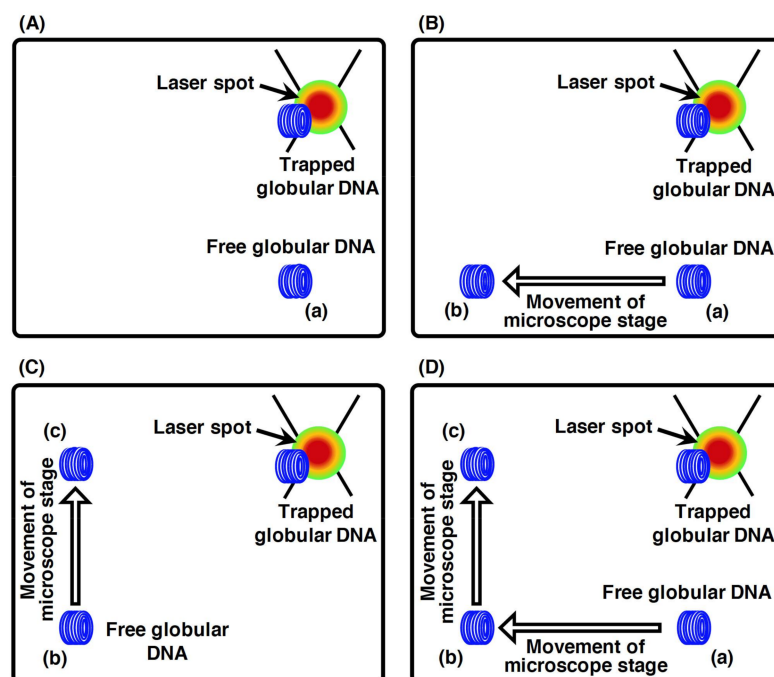 (A)
Laser spot
Trapped
globular DNA
Free globular DNA
(a)
(B)
Laser spot
Trapped
globular DNA
Free globular DNA
(b)
Movement of
microscope stage
(a)
(C)
(c)
Laser spot
Movement of
microscope stage
Trapped
globular DNA
(b)
Free globular
DNA
(D)
(c)
Laser spot
Movement of
microscope stage
Trapped
globular DNA
Free globular DNA
(b)
Movement of
microscope stage
(a)